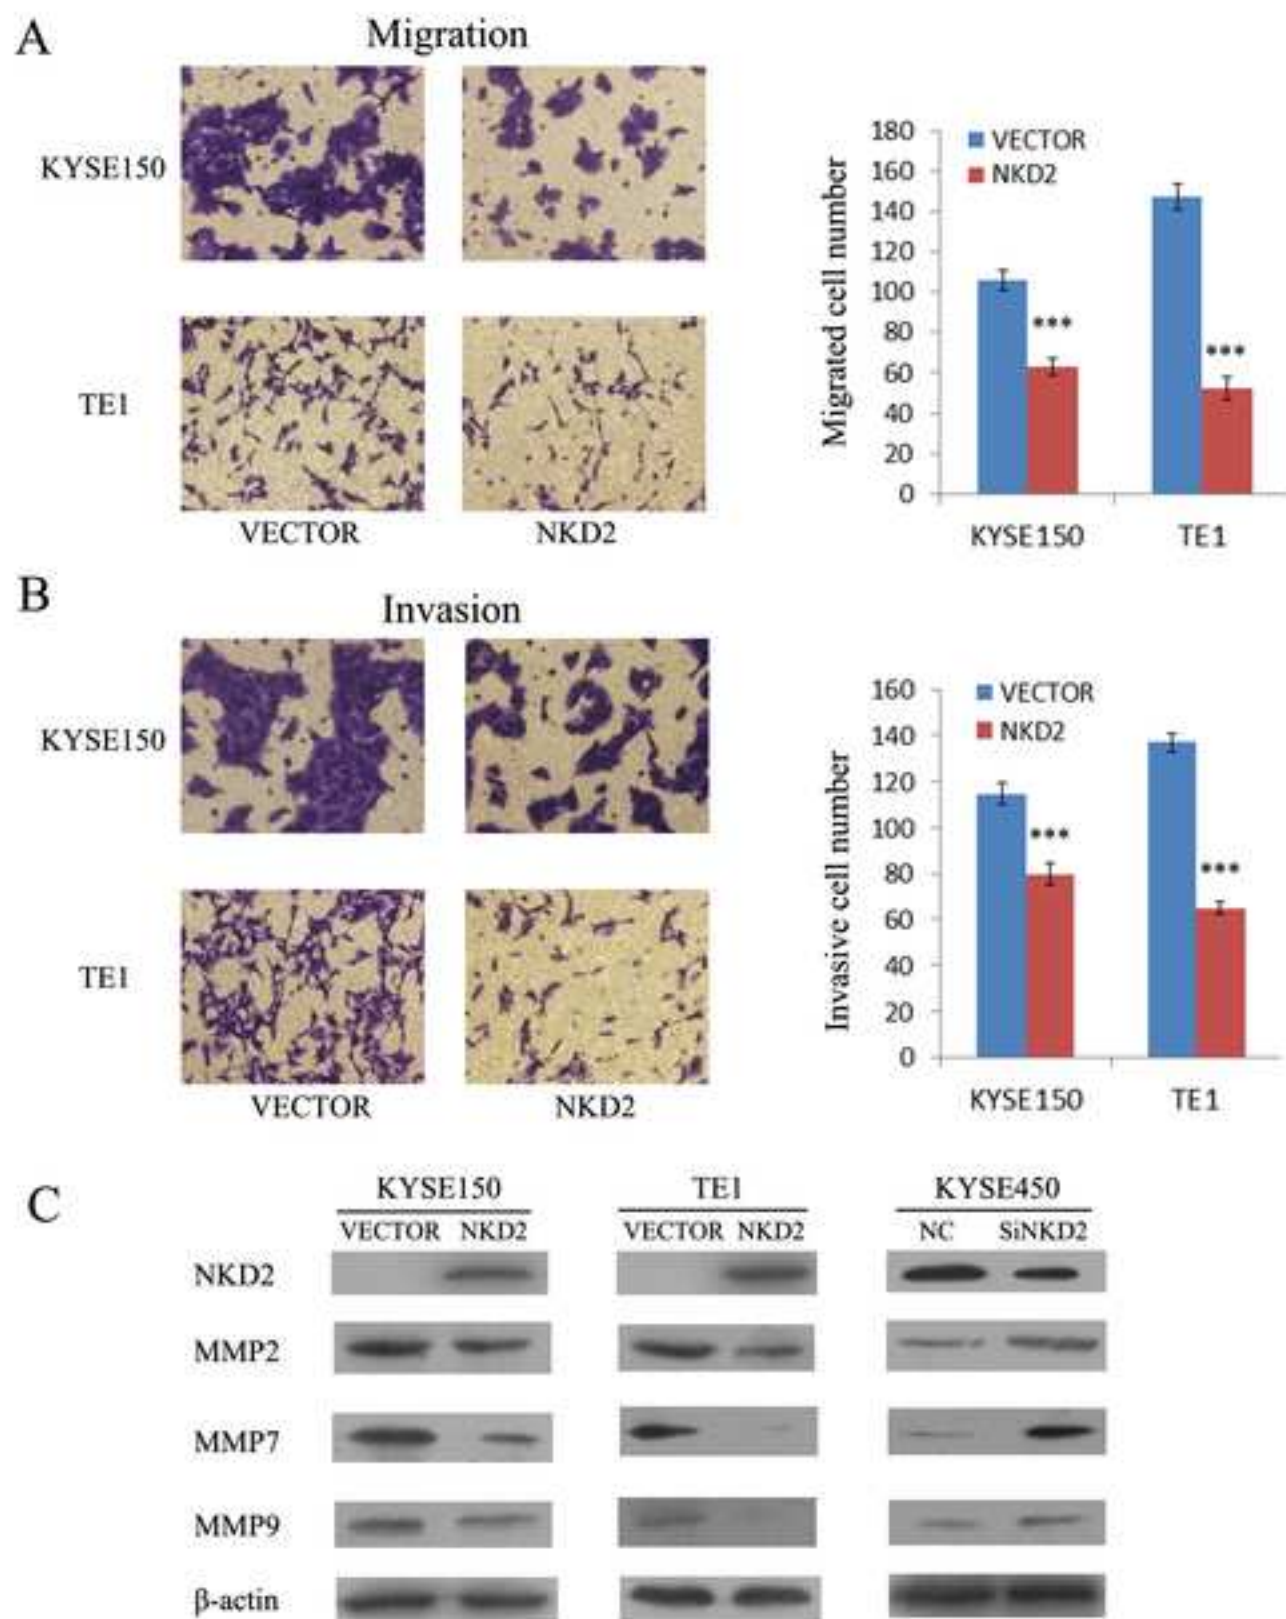 A
Migration
KYSE150
TE1
VECTOR NKD2
Migrated cell number
180
160
140
120
100
80
60
40
20
0
VECTOR
NKD2
***
***
KYSE150 TE1
B
Invasion
KYSE150
TE1
VECTOR NKD2
Invasive cell number
160
140
120
100
80
60
40
20
0
VECTOR
NKD2
***
***
KYSE150 TE1
C
KYSE150 TE1 KYSE450
VECTOR NKD2 VECTOR NKD2 NC SiNKD2
NKD2
MMP2
MMP7
MMP9
β-actin